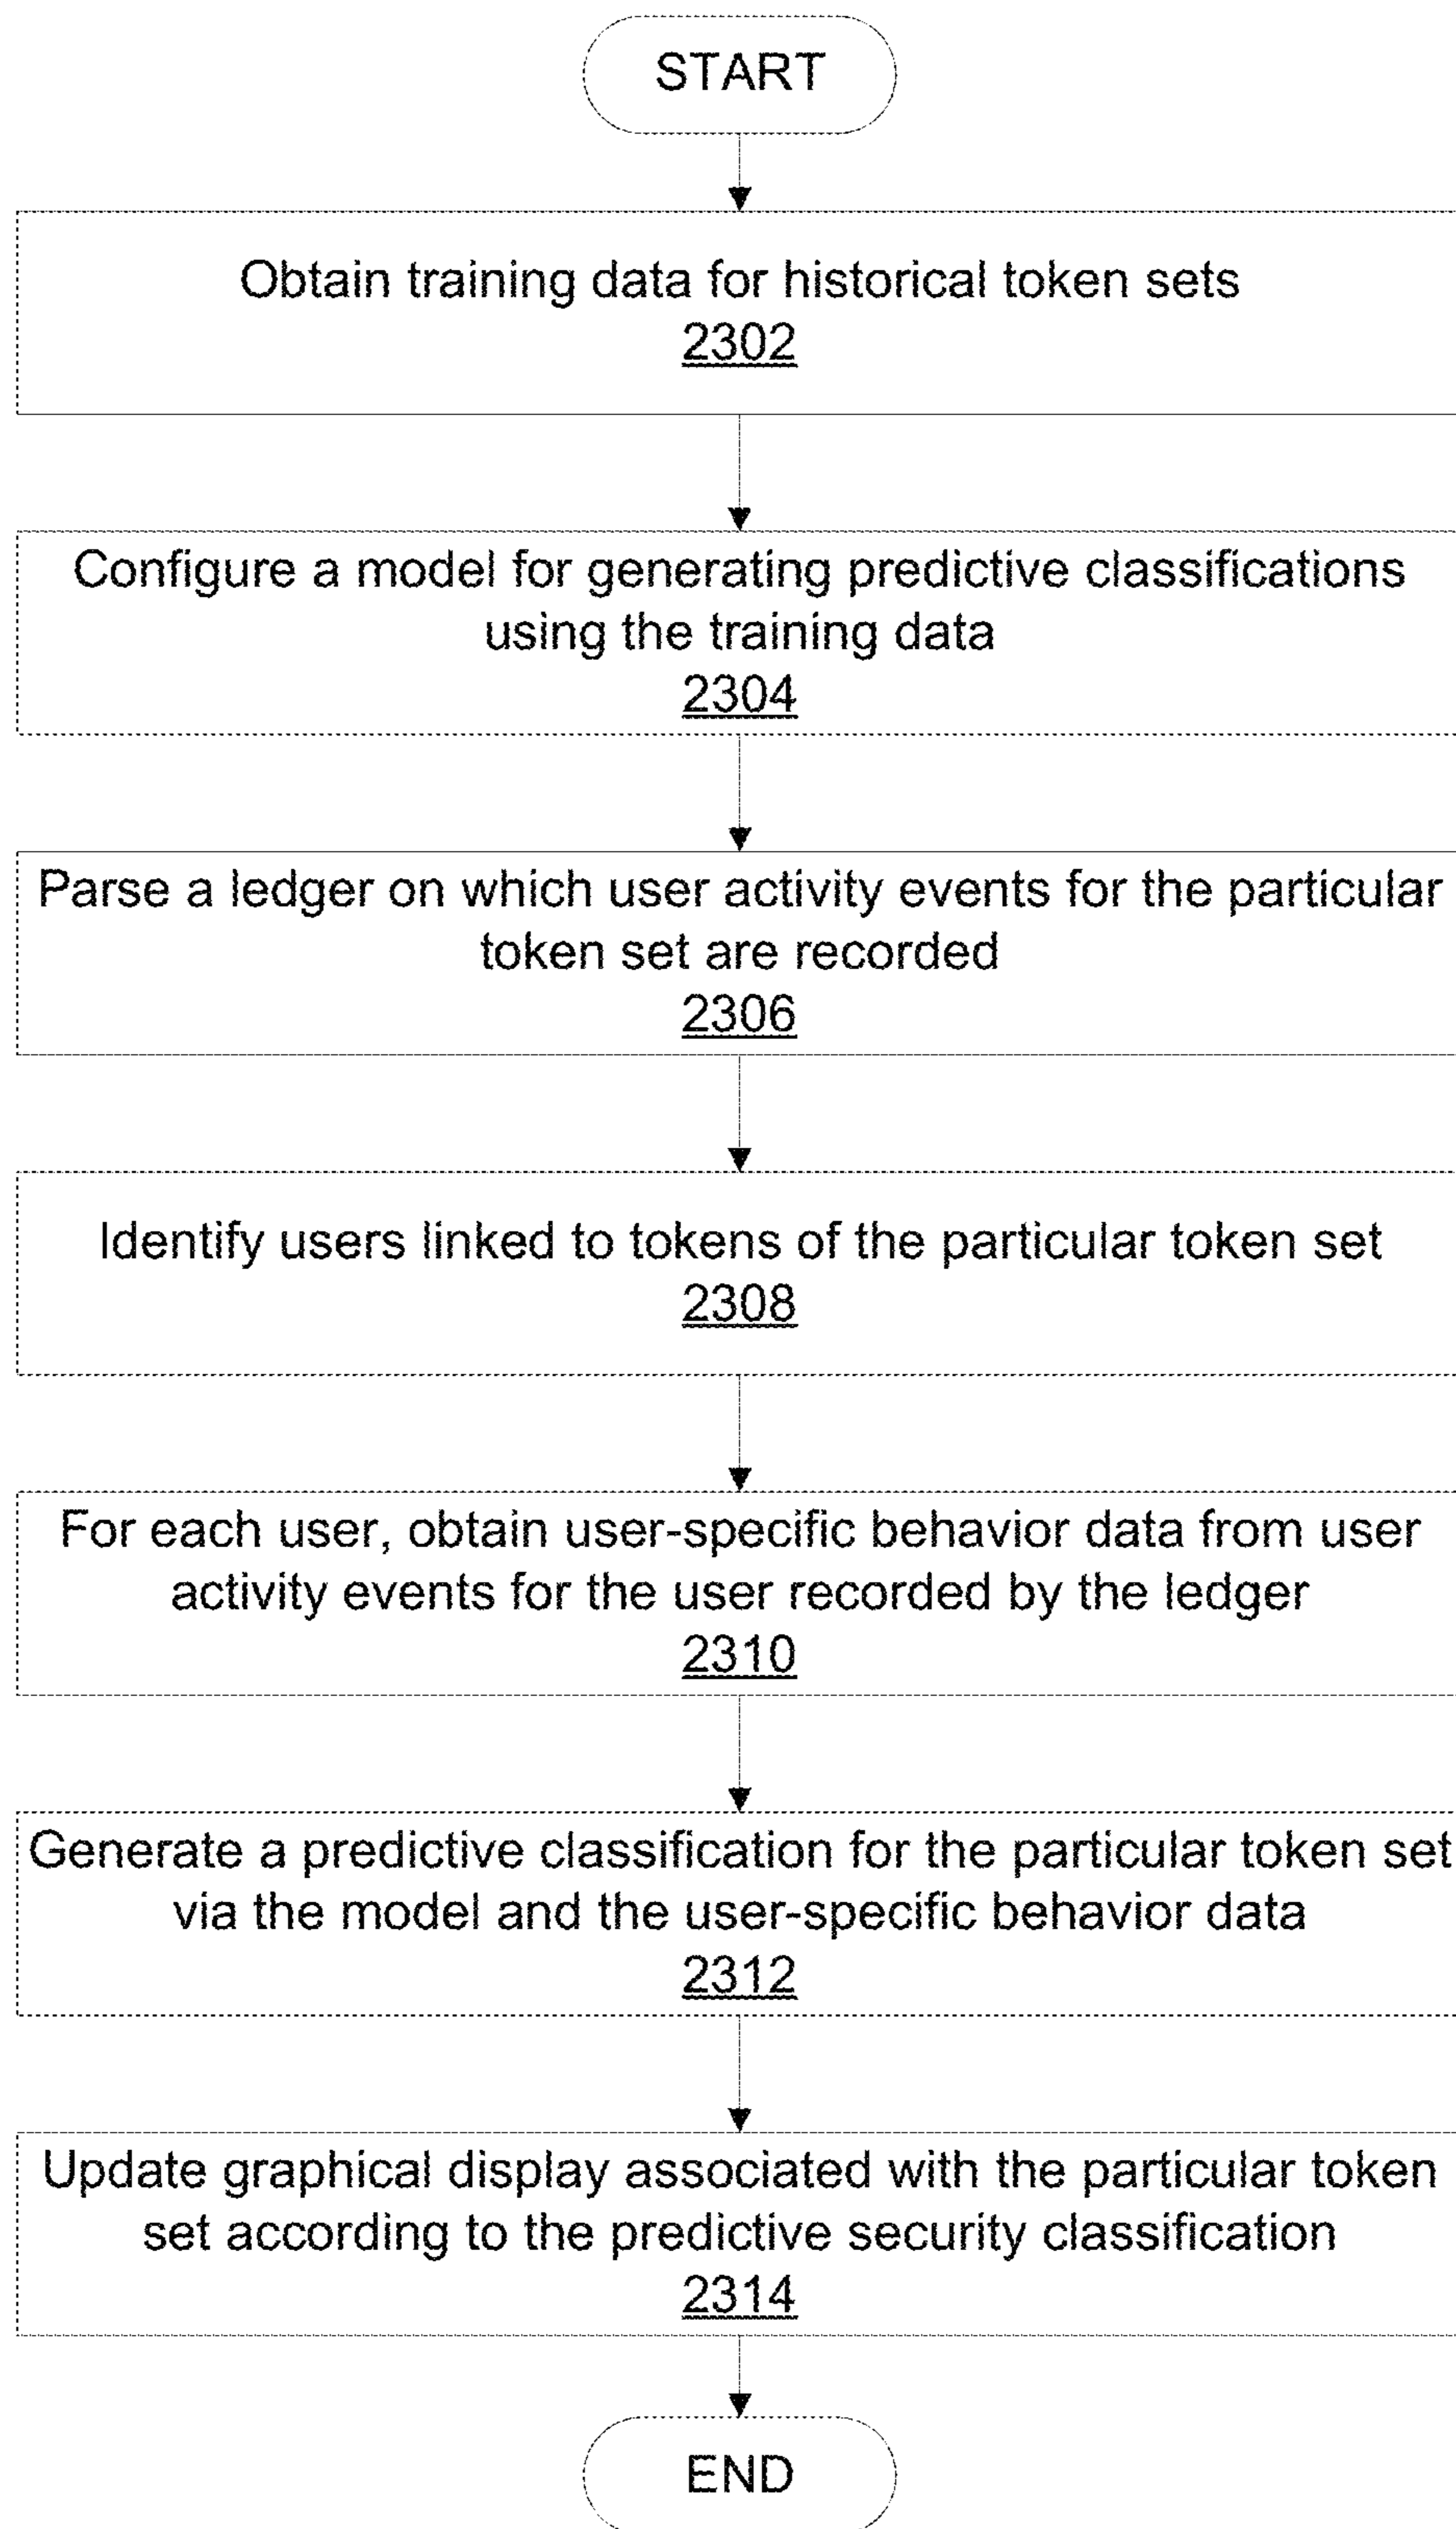 START
Obtain training data for historical token sets
2302
Configure a model for generating predictive classifications
using the training data
2304
Parse a ledger on which user activity events for the particular
token set are recorded
2306
Identify users linked to tokens of the particular token set
2308
For each user, obtain user-specific behavior data from user
activity events for the user recorded by the ledger
2310
Generate a predictive classification for the particular token set
via the model and the user-specific behavior data
2312
Update graphical display associated with the particular token
set according to the predictive security classification
2314
END